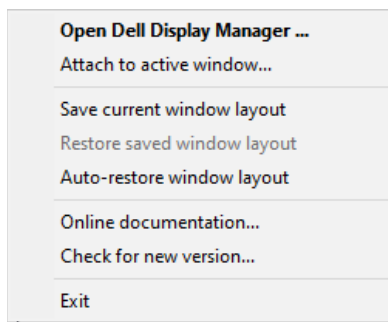 Open Dell Display Manager ...
Attach to active window...
Save current window layout
Restore saved window layout
Auto-restore window layout
Online documentation...
Check for new version...
Exit